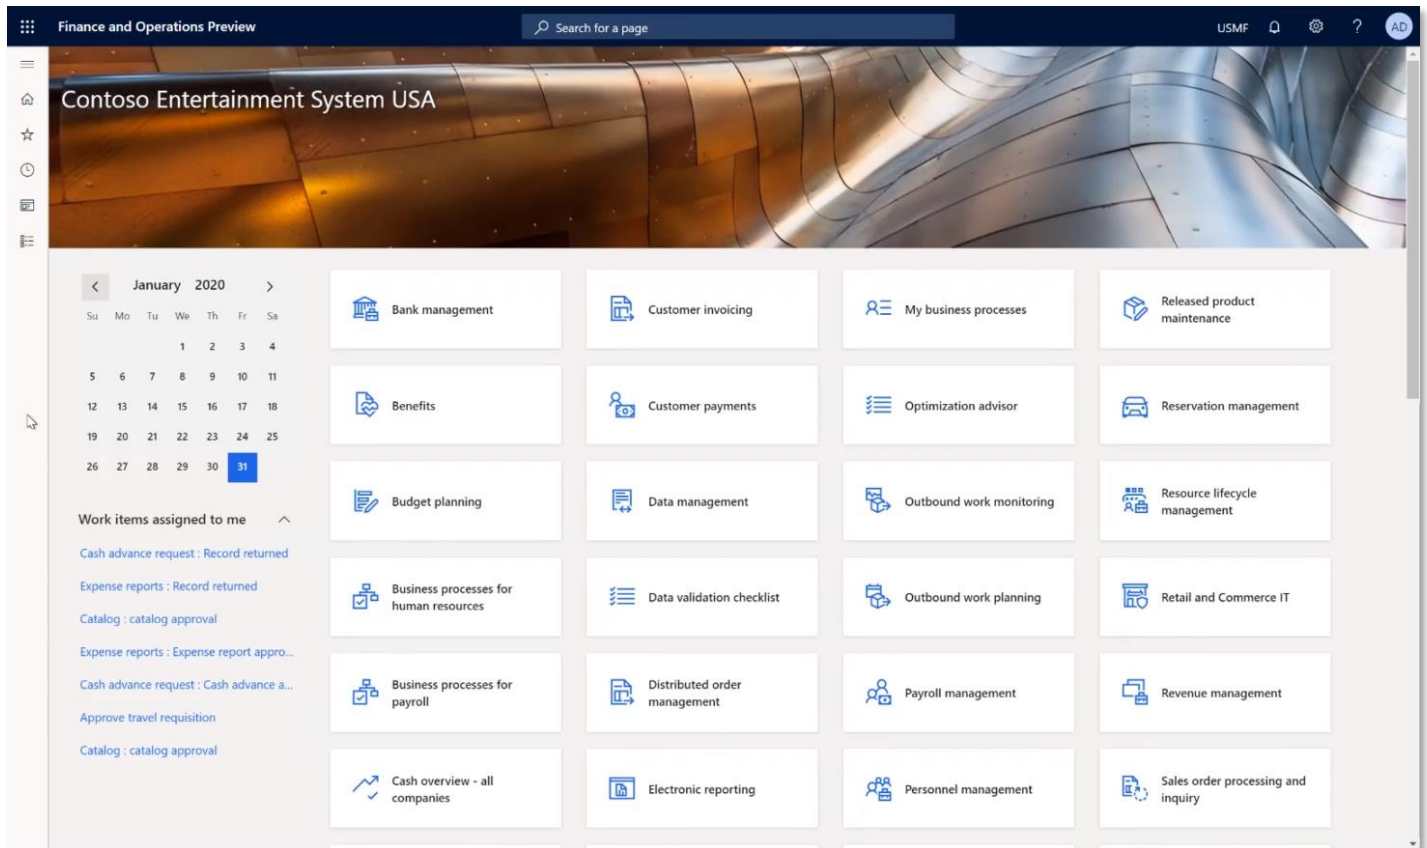 Finance and Operations Preview
Search for a page
USMF
?
AD
Contoso Entertainment System USA
January 2020
Su Mo Tu We Th Fr Sa
1 2 3 4
5 6 7 8 9 10 11
12 13 14 15 16 17 18
19 20 21 22 23 24 25
26 27 28 29 30 31
Work items assigned to me
Cash advance request : Record returned
Expense reports : Record returned
Catalog : catalog approval
Expense reports : Expense report appro...
Cash advance request : Cash advance a...
Approve travel requisition
Catalog : catalog approval
Bank management
Customer invoicing
My business processes
Released product
maintenance
Benefits
Customer payments
Optimization advisor
Reservation management
Budget planning
Data management
Outbound work monitoring
Resource lifecycle
management
Business processes for
human resources
Data validation checklist
Outbound work planning
Retail and Commerce IT
Business processes for
payroll
Distributed order
management
Payroll management
Revenue management
Cash overview - all
companies
Electronic reporting
Personnel management
Sales order processing and
inquiry